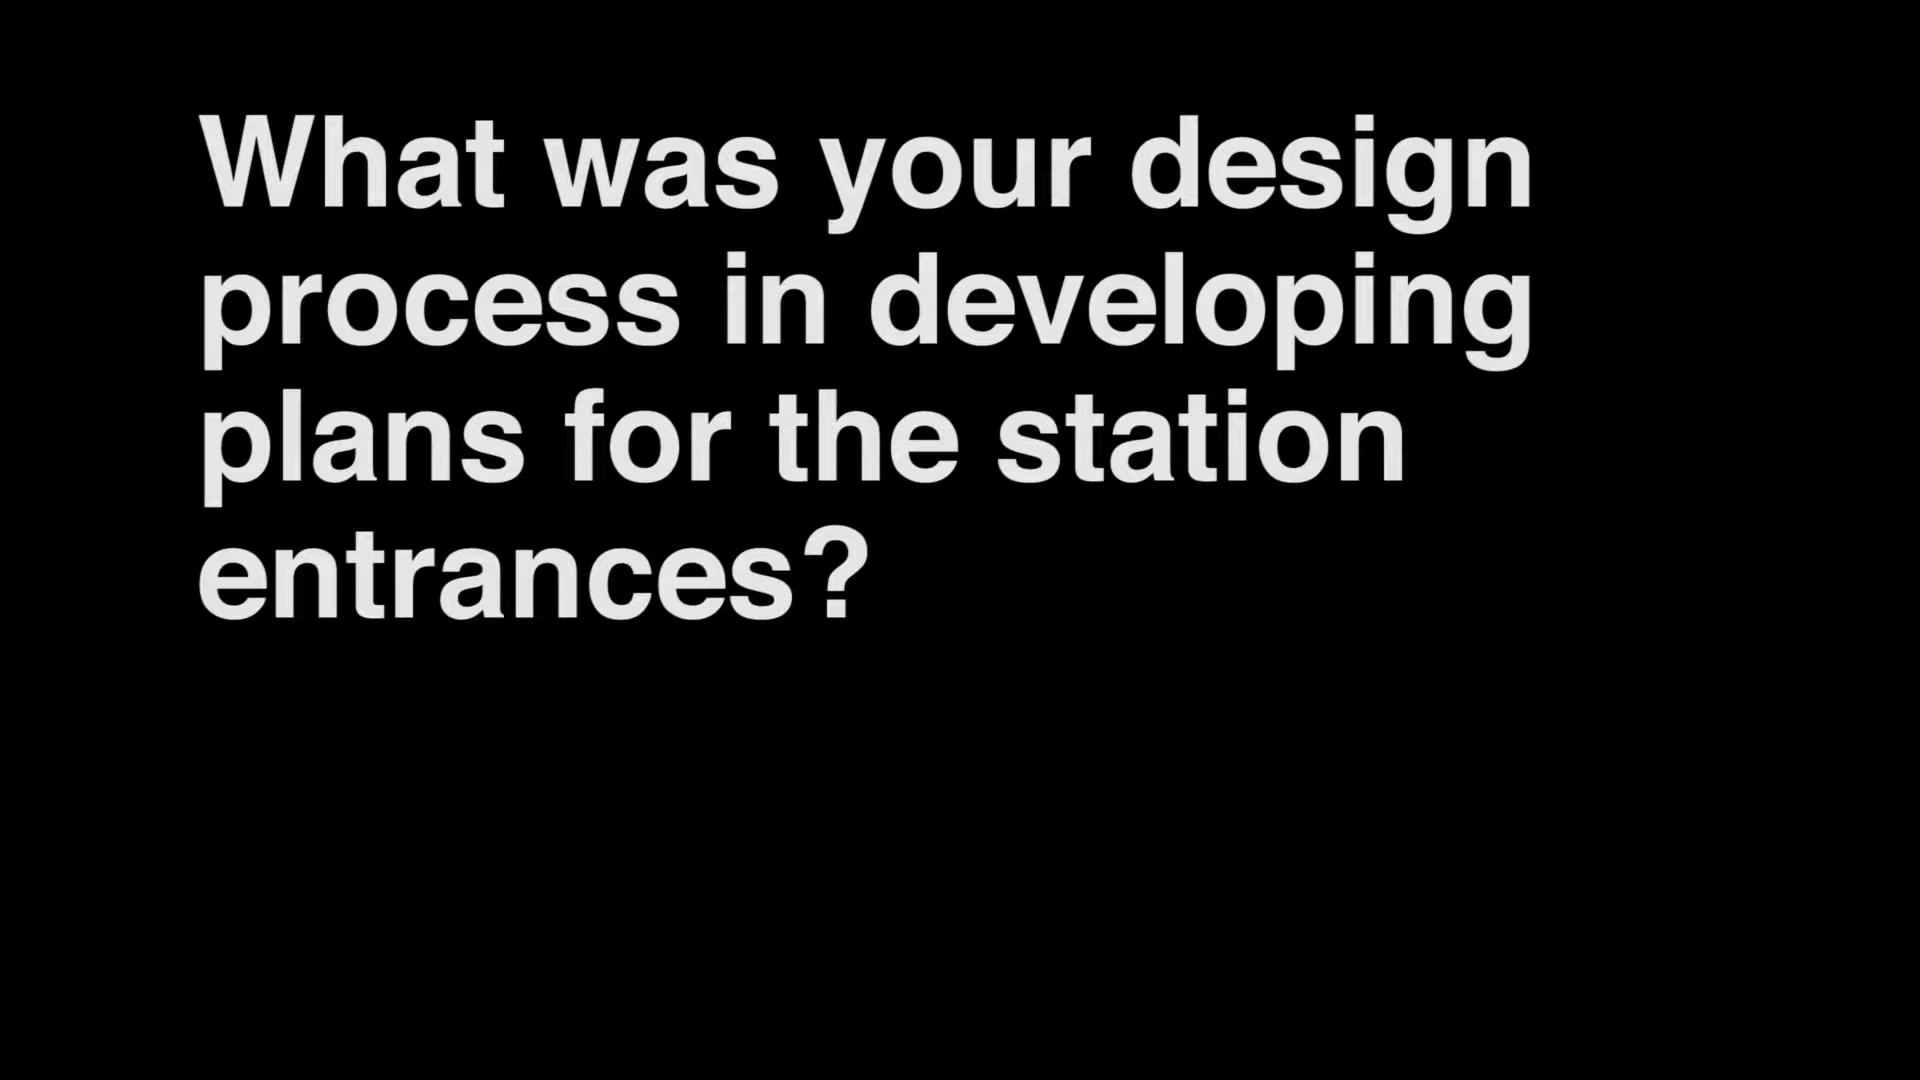 What was your design
process in developing
plans for the station
entrances?